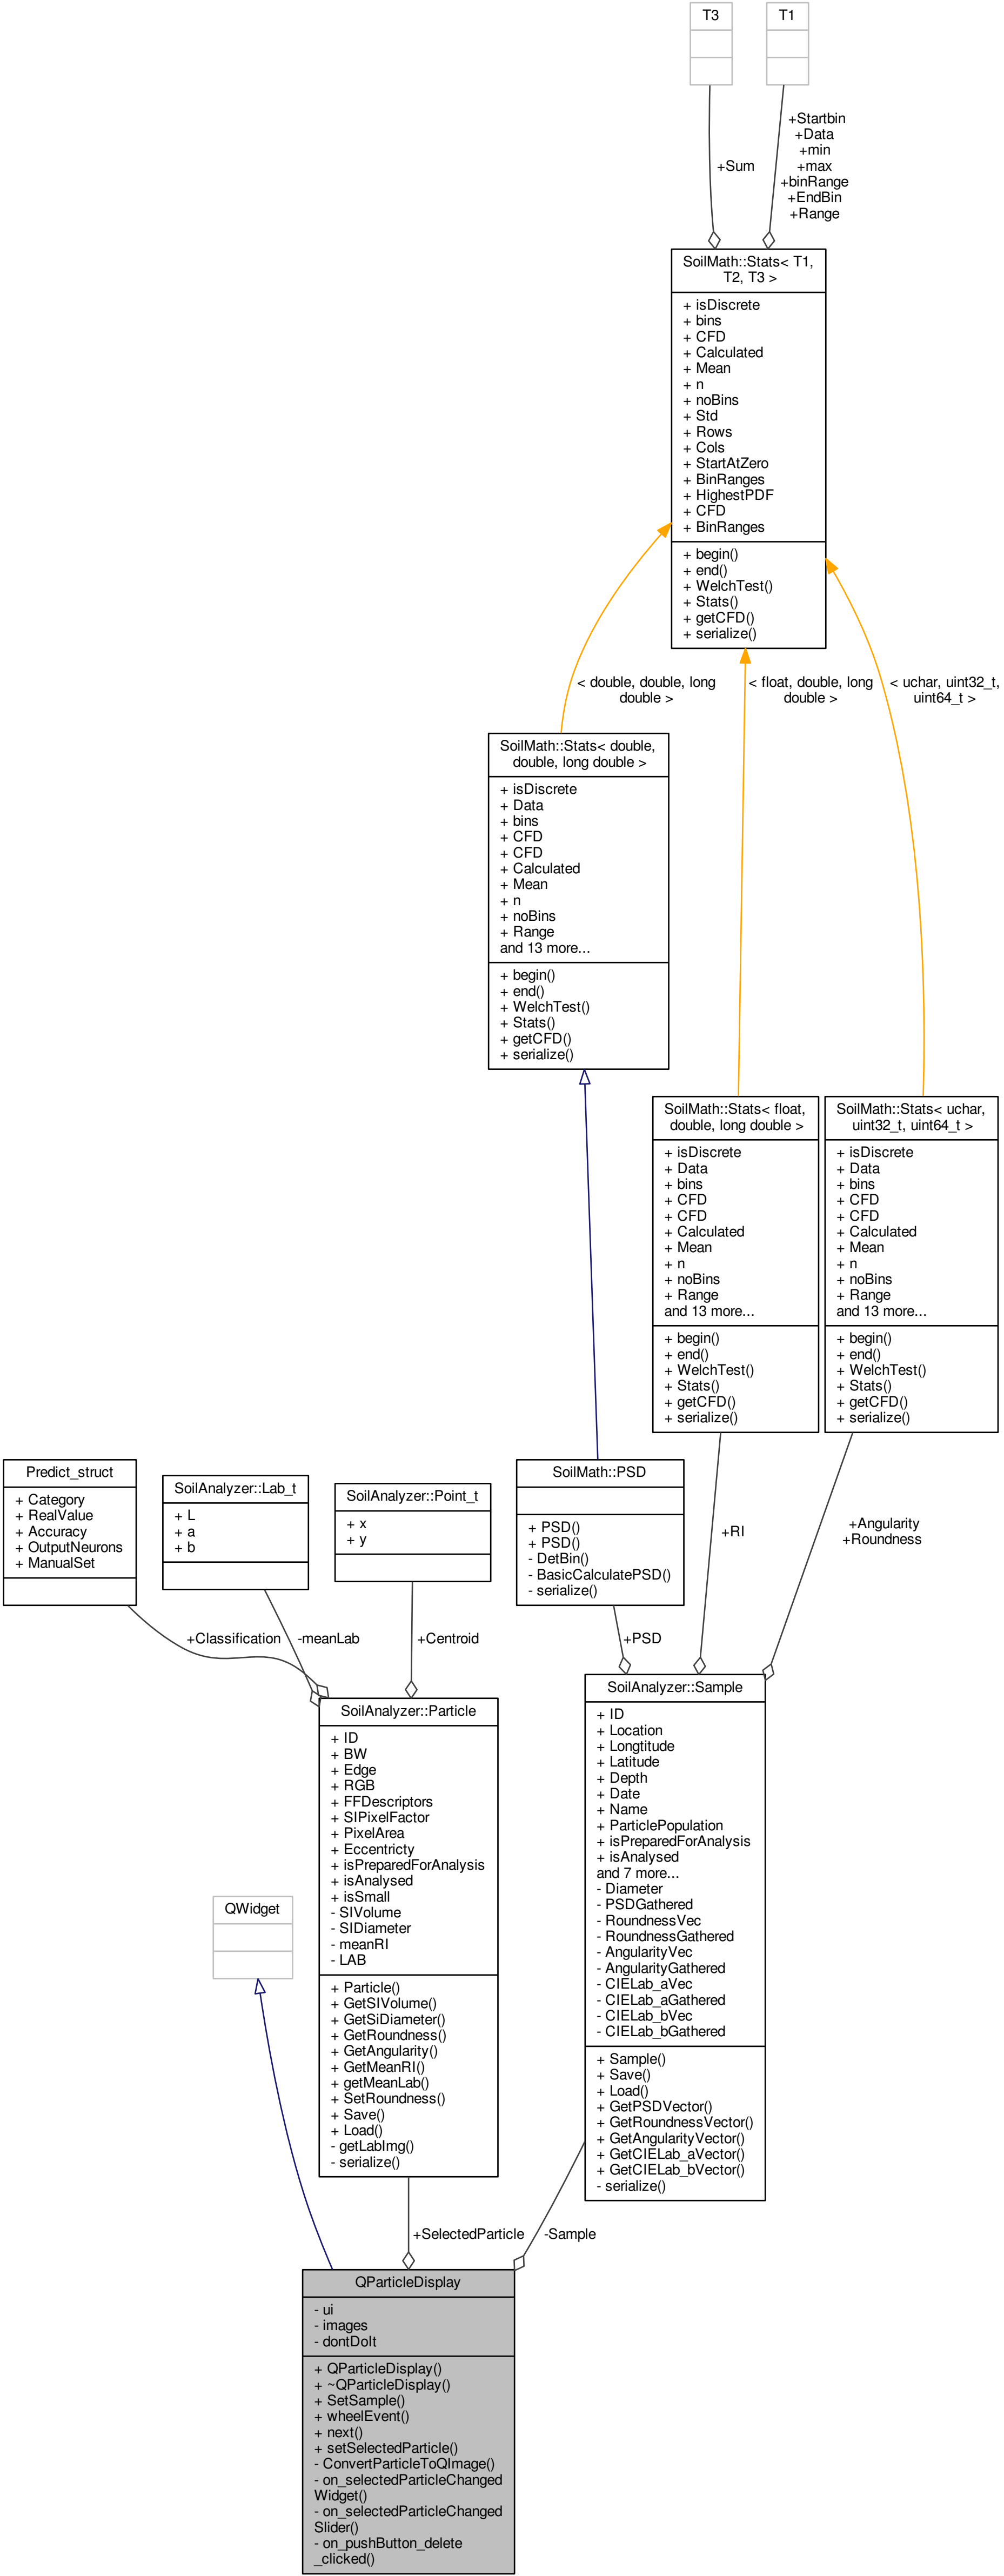 T3
T1
+Sum
+Startbin
+Data
+min
+max
+binRange
+EndBin
+Range
SoilMath::Stats< T1,
T2, T3 >
+ isDiscrete
+ bins
+ CFD
+ Calculated
+ Mean
+ n
+ noBins
+ Std
+ Rows
+ Cols
+ StartAtZero
+ BinRanges
+ HighestPDF
+ CFD
+ BinRanges
+ begin()
+ end()
+ WelchTest()
+ Stats()
+ getCFD()
+ serialize()
< double, double, long
double >
< float, double, long
double >
< uchar, uint32_t,
uint64_t >
SoilMath::Stats< double,
double, long double >
+ isDiscrete
+ Data
+ bins
+ CFD
+ CFD
+ Calculated
+ Mean
+ n
+ noBins
+ Range
and 13 more...
+ begin()
+ end()
+ WelchTest()
+ Stats()
+ getCFD()
+ serialize()
SoilMath::Stats< float,
double, long double >
+ isDiscrete
+ Data
+ bins
+ CFD
+ CFD
+ Calculated
+ Mean
+ n
+ noBins
+ Range
and 13 more...
+ begin()
+ end()
+ WelchTest()
+ Stats()
+ getCFD()
+ serialize()
SoilMath::Stats< uchar,
uint32_t, uint64_t >
+ isDiscrete
+ Data
+ bins
+ CFD
+ CFD
+ Calculated
+ Mean
+ n
+ noBins
+ Range
and 13 more...
+ begin()
+ end()
+ WelchTest()
+ Stats()
+ getCFD()
+ serialize()
Predict_struct
+ Category
+ RealValue
+ Accuracy
+ OutputNeurons
+ ManualSet
SoilAnalyzer::Lab_t
+ L
+ a
+ b
SoilAnalyzer::Point_t
+ x
+ y
SoilMath::PSD
+ PSD()
+ PSD()
- DetBin()
- BasicCalculatePSD()
- serialize()
+RI
+Angularity
+Roundness
+Classification
-meanLab
+Centroid
+PSD
SoilAnalyzer::Particle
+ ID
+ BW
+ Edge
+ RGB
+ FFDescriptors
+ SIPixelFactor
+ PixelArea
+ Eccentricty
+ isPreparedForAnalysis
+ isAnalysed
+ isSmall
- SIVolume
- SIDiameter
- meanRI
- LAB
+ Particle()
+ GetSIVolume()
+ GetSiDiameter()
+ GetRoundness()
+ GetAngularity()
+ GetMeanRI()
+ getMeanLab()
+ SetRoundness()
+ Save()
+ Load()
- getLabImg()
- serialize()
SoilAnalyzer::Sample
+ ID
+ Location
+ Longtitude
+ Latitude
+ Depth
+ Date
+ Name
+ ParticlePopulation
+ isPreparedForAnalysis
+ isAnalysed
and 7 more...
- Diameter
- PSDGathered
- RoundnessVec
- RoundnessGathered
- AngularityVec
- AngularityGathered
- CIELab_aVec
- CIELab_aGathered
- CIELab_bVec
- CIELab_bGathered
+ Sample()
+ Save()
+ Load()
+ GetPSDVector()
+ GetRoundnessVector()
+ GetAngularityVector()
+ GetCIELab_aVector()
+ GetCIELab_bVector()
- serialize()
QWidget
+SelectedParticle
-Sample
QParticleDisplay
- ui
- images
- dontDoIt
+ QParticleDisplay()
+ ~QParticleDisplay()
+ SetSample()
+ wheelEvent()
+ next()
+ setSelectedParticle()
- ConvertParticleToQImage()
- on_selectedParticleChanged
Widget()
- on_selectedParticleChanged
Slider()
- on_pushButton_delete
_clicked()